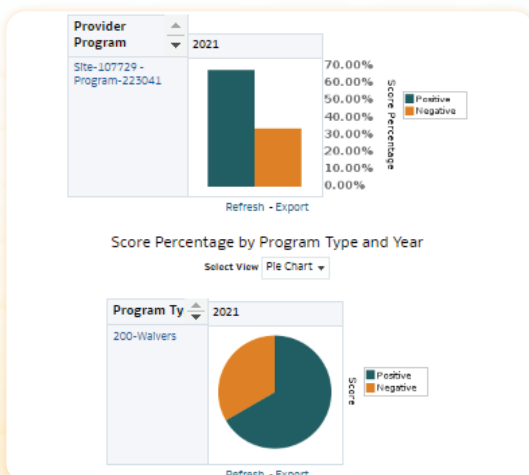 Provider
Program
2021
Site-107729 -
Program-223041
70.00%
60.00%
50.00%
40.00%
30.00%
20.00%
10.00%
0.00%
Score Percentage
Positive
Negative
Refresh - Export
Score Percentage by Program Type and Year
Select View Pie Chart
Program Ty
2021
200-Waivers
Score
Positive
Negative
Refresh - Export